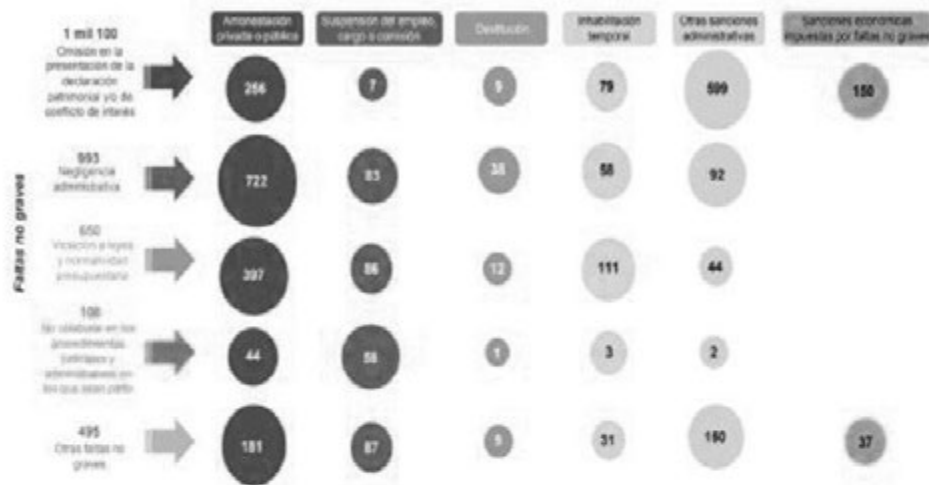 Amonestación
privada o pública
Suspensión del empleo,
cargo o comisión
Destitución
Inhabilitación
temporal
Otras sanciones
administrativas
Sanciones económicas
impuestas por faltas no graves
Faltas no graves
1 mil 100
Omisión en la
presentación de la
declaración
patrimonial y/o de
conflicto de interés
256
7
9
79
599
150
993
Negligencia
administrativa
722
83
38
58
92
650
Violación a leyes
y normatividad
presupuestaria
397
86
12
111
44
108
No colaborar en los
procedimientos
judiciales y
administrativos en
los que sean parte
44
58
1
3
2
495
Otras faltas no
graves
181
87
9
31
150
37